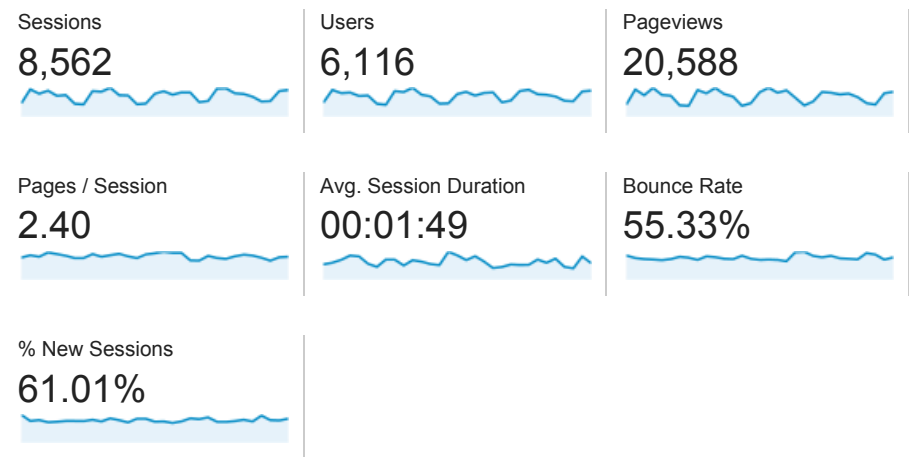 Sessions
8,562
Users
6,116
Pageviews
20,588
Pages / Session
2.40
Avg. Session Duration
00:01:49
Bounce Rate
55.33%
% New Sessions
61.01%